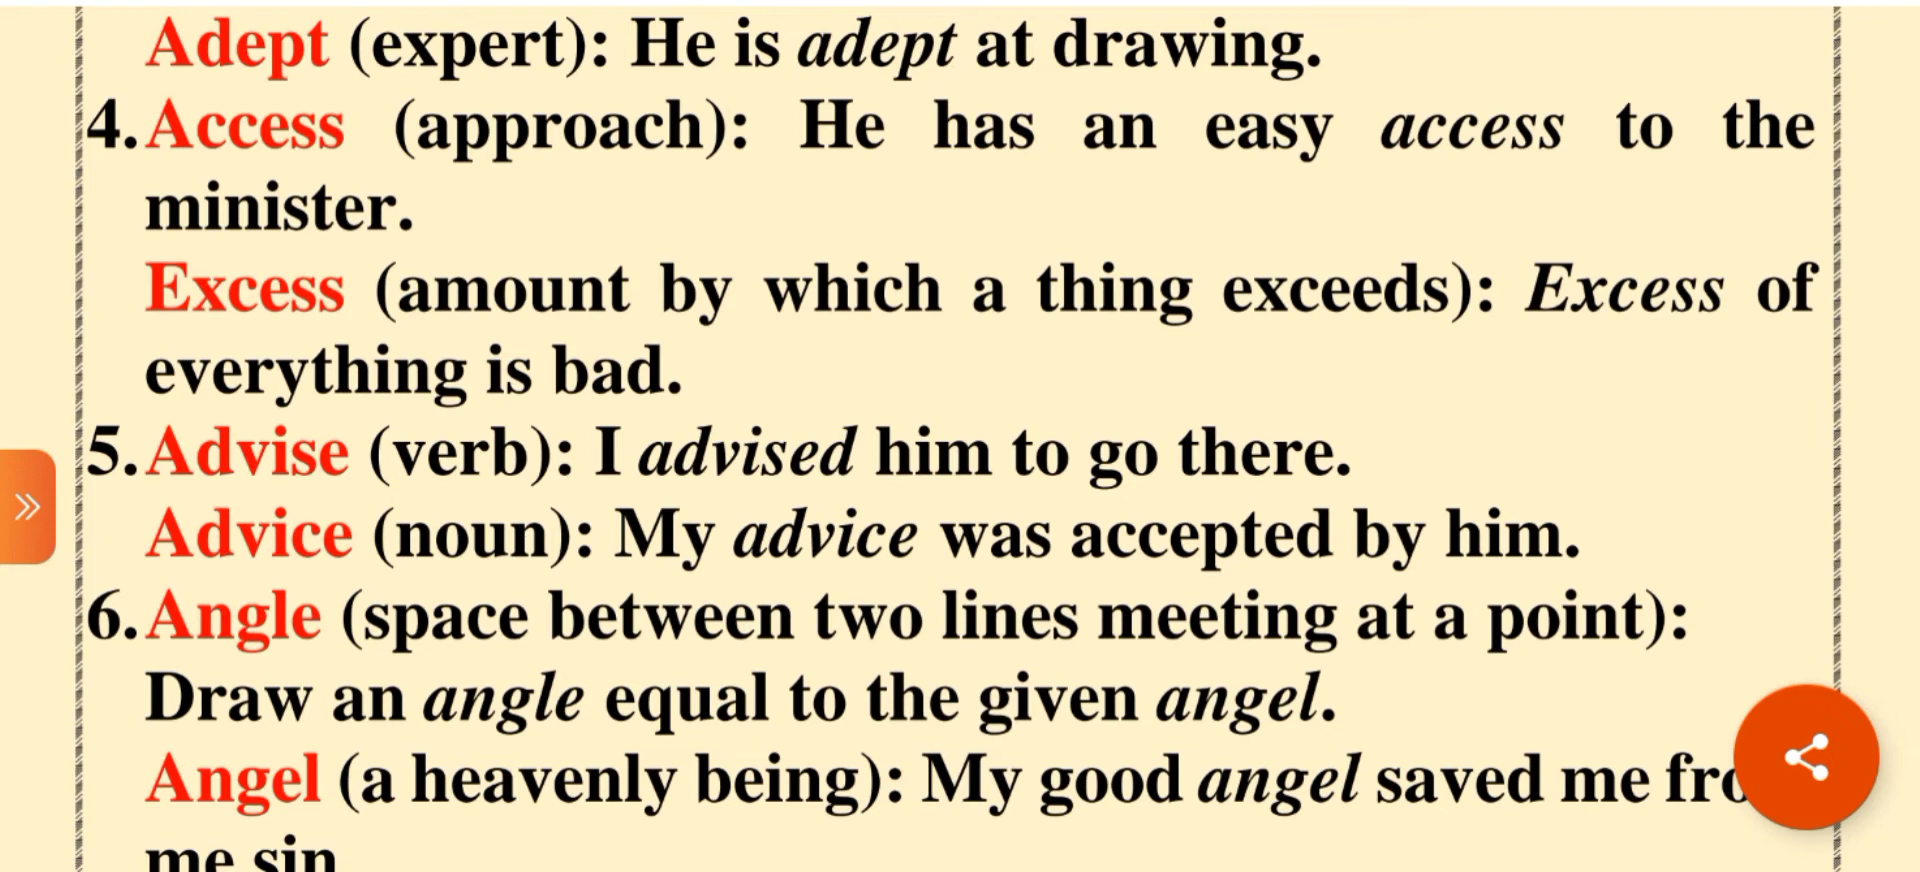 Adept (expert): He is adept at drawing.
4. Access (approach): He has an easy access to the
minister.
Excess (amount by which a thing exceeds): Excess of
everything is bad.
5. Advise (verb): I advised him to go there.
Advice (noun): My advice was accepted by him.
6. Angle (space between two lines meeting at a point):
Draw an angle equal to the given angel.
Angel (a heavenly being): My good angel saved me
me sin